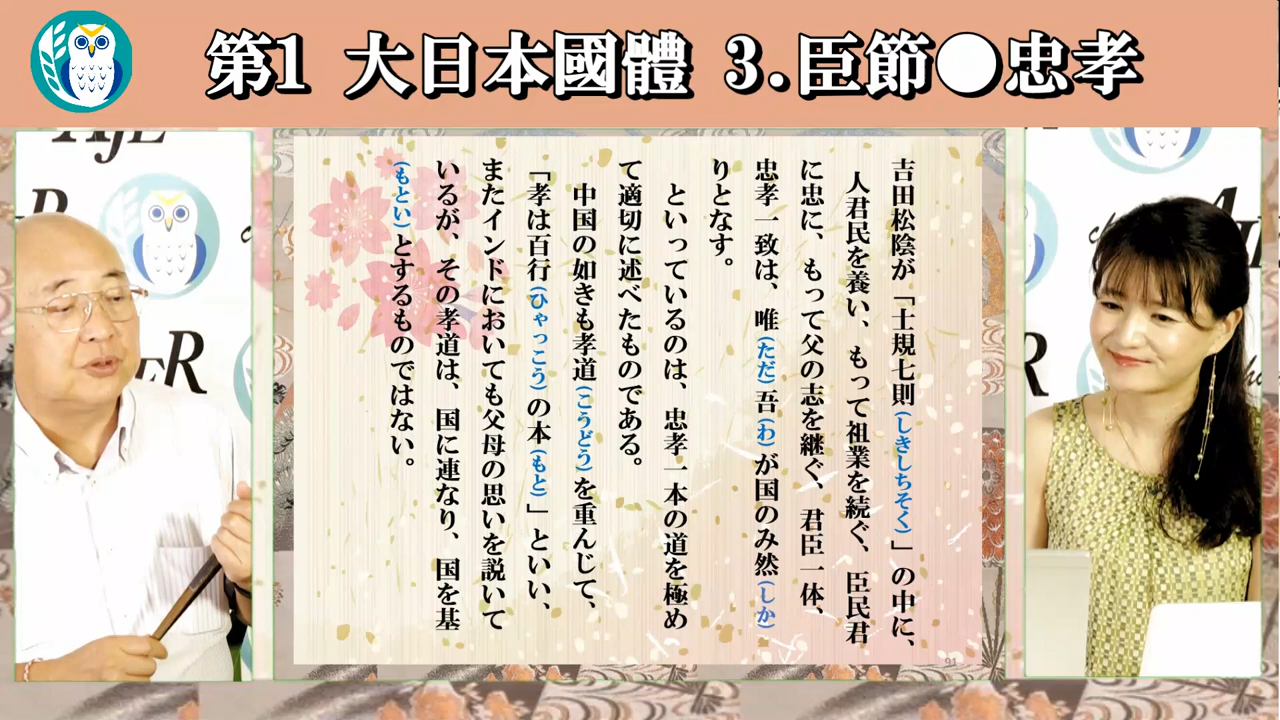 第1 大日本國體 3.臣節●忠孝
吉田松陰が「士規七則(しきしちそく)」の中に、
人君民を養い、もって祖業を続ぐ、臣民君
に忠に、もって父の志を継ぐ、君臣一体、
忠孝一致は、唯(ただ)吾(わ)が国のみ然(しか)
りとなす。
といっているのは、忠孝一本の道を極め
て適切に述べたものである。
中国の如きも孝道(こうどう)を重んじて、
「孝は百行(ひゃっこう)の本(もと)」といい、
またインドにおいても父母の思いを説いて
いるが、その孝道は、国に連なり、国を基
(もとい)とするものではない。
91
AJE
R
ER